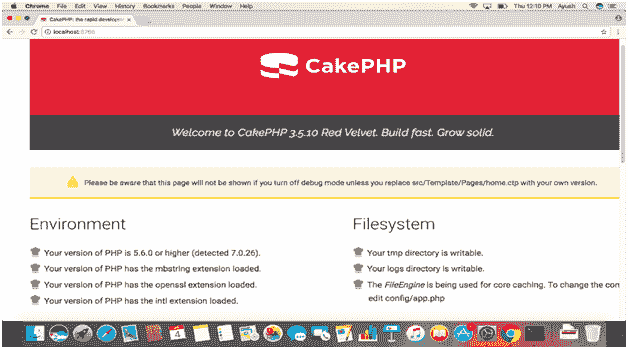 Chrome File Edit View History Bookmarks People Window Help Thu 12:10 PM Ayush
CakePHP: the rapid developm
localhost:8765
CakePHP
Welcome to CakePHP 3.5.10 Red Velvet. Build fast. Grow solid.
Please be aware that this page will not be shown if you turn off debug mode unless you replace src/Template/Pages/home.ctp with your own version.
Environment
Your version of PHP is 5.6.0 or higher (detected 7.0.26).
Your version of PHP has the mbstring extension loaded.
Your version of PHP has the openssl extension loaded.
Your version of PHP has the intl extension loaded.
Filesystem
Your tmp directory is writable.
Your logs directory is writable.
The FileEngine is being used for core caching. To change the con
edit config/app.php